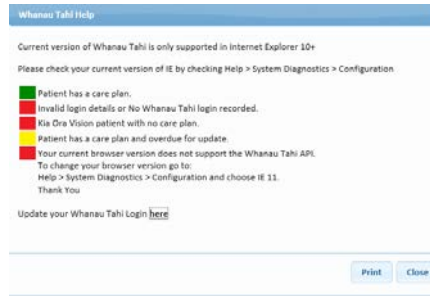 Whanau Tahi Help
Current version of Whanau Tahi is only supported in Internet Explorer 10+
Please check your current version of IE by checking Help > System Diagnostics > Configuration
Patient has a care plan.
Invalid login details or No Whanau Tahi login recorded.
Kia Ora Vision patient with no care plan.
Patient has a care plan and overdue for update.
Your current browser version does not support the Whanau Tahi API.
To change your browser version go to:
Help > System Diagnostics > Configuration and choose IE 11.
Thank You
Update your Whanau Tahi Login here
Print Close